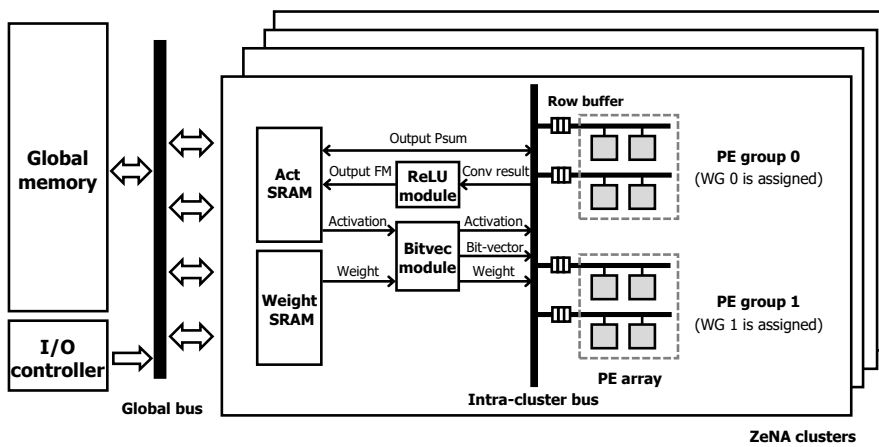 Global
memory
I/O
controller
Global bus
Act
SRAM
Weight
SRAM
Output Psum
Output FM
ReLU
module
Conv result
Activation
Bitvec
module
Activation
Bit-vector
Weight
Weight
Intra-cluster bus
Row buffer
PE group 0
(WG 0 is assigned)
PE group 1
(WG 1 is assigned)
PE array
ZeNA clusters